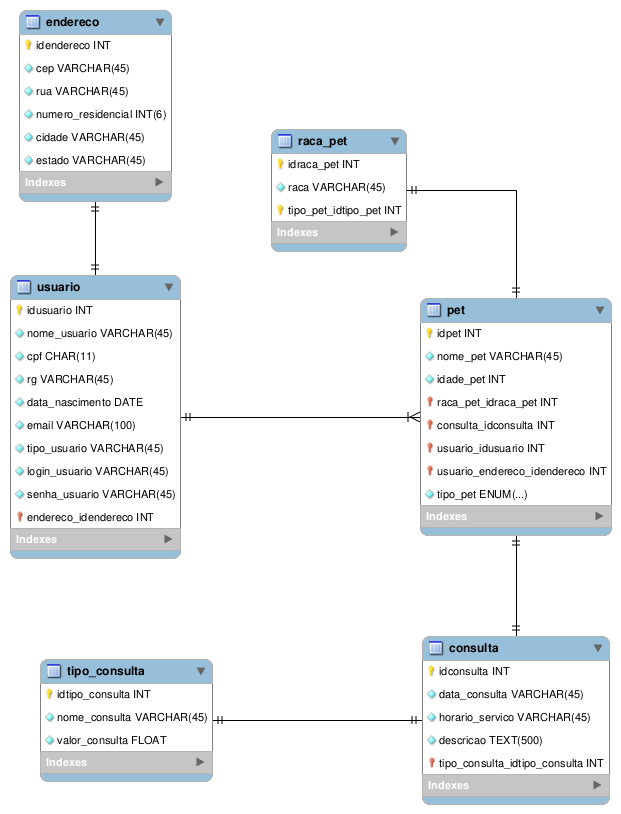 endereco
idendereco INT
cep VARCHAR(45)
rua VARCHAR(45)
numero_residencial INT(6)
cidade VARCHAR(45)
estado VARCHAR(45)
Indexes
raca_pet
idraca_pet INT
raca VARCHAR(45)
tipo_pet_idtipo_pet INT
Indexes
usuario
idusuario INT
nome_usuario VARCHAR(45)
cpf CHAR(11)
rg VARCHAR(45)
data_nascimento DATE
email VARCHAR(100)
tipo_usuario VARCHAR(45)
login_usuario VARCHAR(45)
senha_usuario VARCHAR(45)
endereco_idendereco INT
Indexes
pet
idpet INT
nome_pet VARCHAR(45)
idade_pet INT
raca_pet_idraca_pet INT
consulta_idconsulta INT
usuario_idusuario INT
usuario_endereco_idendereco INT
tipo_pet ENUM(...)
Indexes
tipo_consulta
idtipo_consulta INT
nome_consulta VARCHAR(45)
valor_consulta FLOAT
Indexes
consulta
idconsulta INT
data_consulta VARCHAR(45)
horario_servico VARCHAR(45)
descricao TEXT(500)
tipo_consulta_idtipo_consulta INT
Indexes